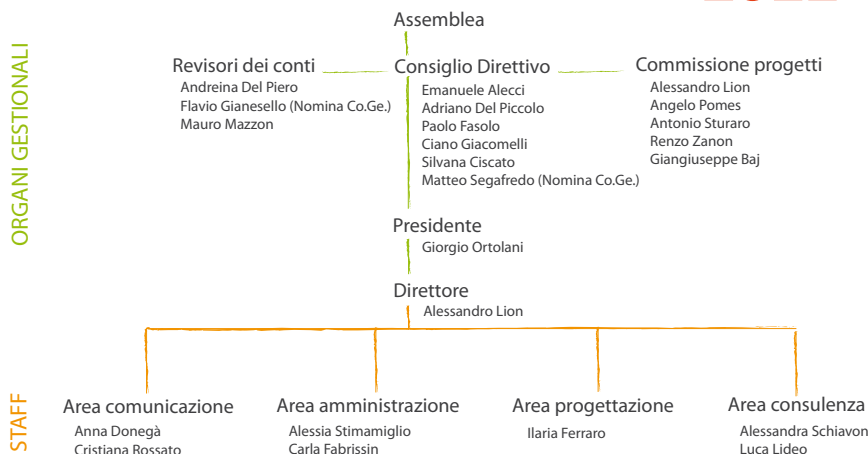 Assemblea
ORGANI GESTIONALI
Revisori dei conti
Andreina Del Piero
Flavio Gianesello (Nomina Co.Ge.)
Mauro Mazzon
Consiglio Direttivo
Emanuele Alecci
Adriano Del Piccolo
Paolo Fasolo
Ciano Giacomelli
Silvana Ciscato
Matteo Segafredo (Nomina Co.Ge.)
Commissione progetti
Alessandro Lion
Angelo Pomes
Antonio Sturaro
Renzo Zanon
Giangiuseppe Baj
Presidente
Giorgio Ortolani
Direttore
Alessandro Lion
STAFF
Area comunicazione
Anna Donegà
Cristiana Rossato
Area amministrazione
Alessia Stimamiglio
Carla Fabrissin
Area progettazione
Ilaria Ferraro
Area consulenza
Alessandra Schiavon
Luca Lideo